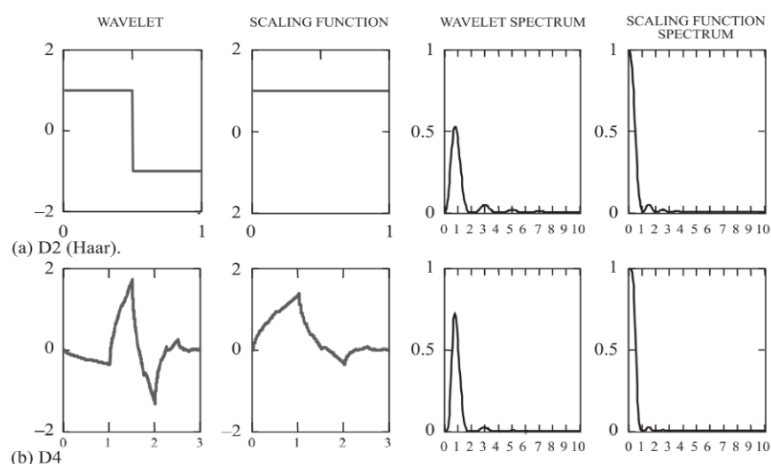 WAVELET SCALING FUNCTION WAVELET SPECTRUM SCALING FUNCTION
SPECTRUM
2 2 1 1
0 0 0.5 0.5
−2 2 0 0
0 1 0 1 0 1 2 3 4 5 6 7 8 9 10 0 1 2 3 4 5 6 7 8 9 10
(a) D2 (Haar).
2 2 1 1
0 0 0.5 0.5
−2 −2 0 0
0 1 2 3 0 1 2 3 0 1 2 3 4 5 6 7 8 9 10 0 1 2 3 4 5 6 7 8 9 10
(b) D4